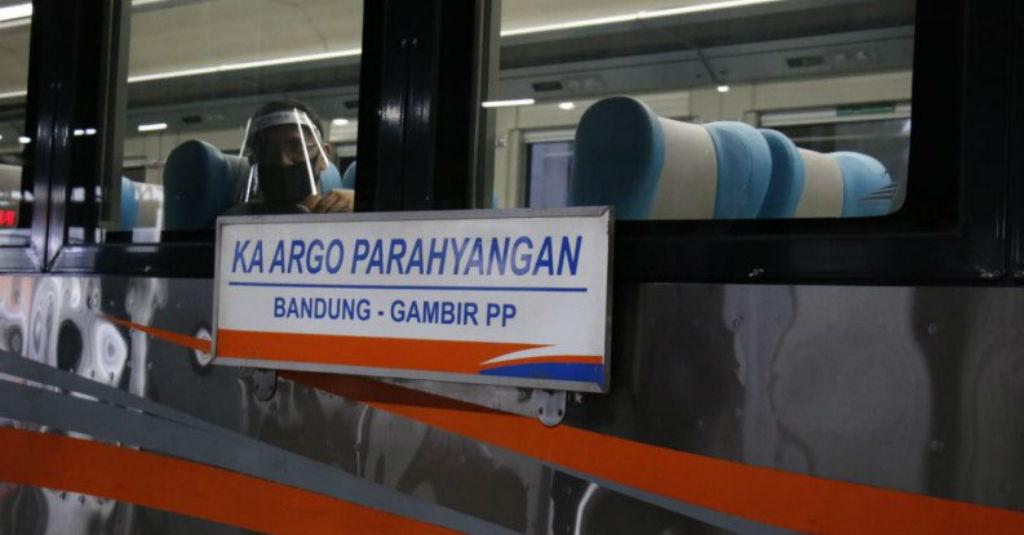 KA ARGO PARAHYANGAN
BANDUNG - GAMBIR PP